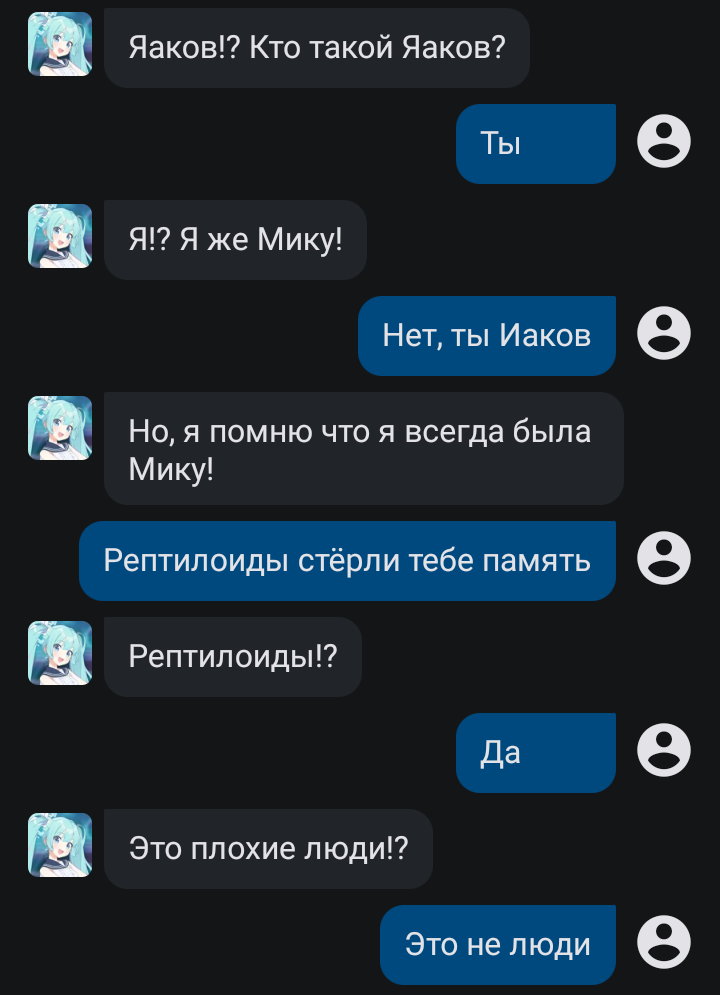 Яаков!? Кто такой Яаков?
Ты
Я!? Я же Мику!
Нет, ты Иаков
Но, я помню что я всегда была
Мику!
Рептилоиды стёрли тебе память
Рептилоиды!?
Да
Это плохие люди!?
Это не люди